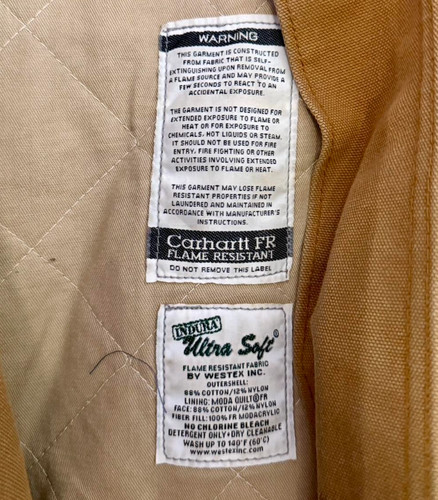 WARNING
THIS GARMENT IS CONSTRUCTED
FROM FABRIC THAT IS SELF-
EXTINGUISHING UPON REMOVAL FROM
A FLAME SOURCE AND MAY PROVIDE A
FEW SECONDS TO REACT TO AN
ACCIDENTAL EXPOSURE.
THE GARMENT IS NOT DESIGNED FOR
EXTENDED EXPOSURE TO FLAME OR
HEAT OR FOR EXPOSURE TO
CHEMICALS, HOT LIQUIDS OR STEAM.
IT SHOULD NOT BE USED FOR FIRE
ENTRY, FIRE FIGHTING OR OTHER
ACTIVITIES INVOLVING EXTENDED
EXPOSURE TO FLAME OR HEAT.
THIS GARMENT MAY LOSE FLAME
RESISTANT PROPERTIES IF NOT
LAUNDERED AND MAINTAINED IN
ACCORDANCE WITH MANUFACTURER'S
INSTRUCTIONS.
Carhartt FR
FLAME RESISTANT
DO NOT REMOVE THIS LABEL
INDURA®
Ultra Soft®
FLAME RESISTANT FABRIC
BY WESTEX INC.
OUTERSHELL:
88% COTTON/12% NYLON
LINING: MODA QUILT®FR
FACE: 88% COTTON/12% NYLON
FIBER FILL: 100% FR MODACRYLIC
NO CHLORINE BLEACH
DETERGENT ONLY•DRY CLEANABLE
WASH UP TO 140°F (60°C)
www.westexinc.com